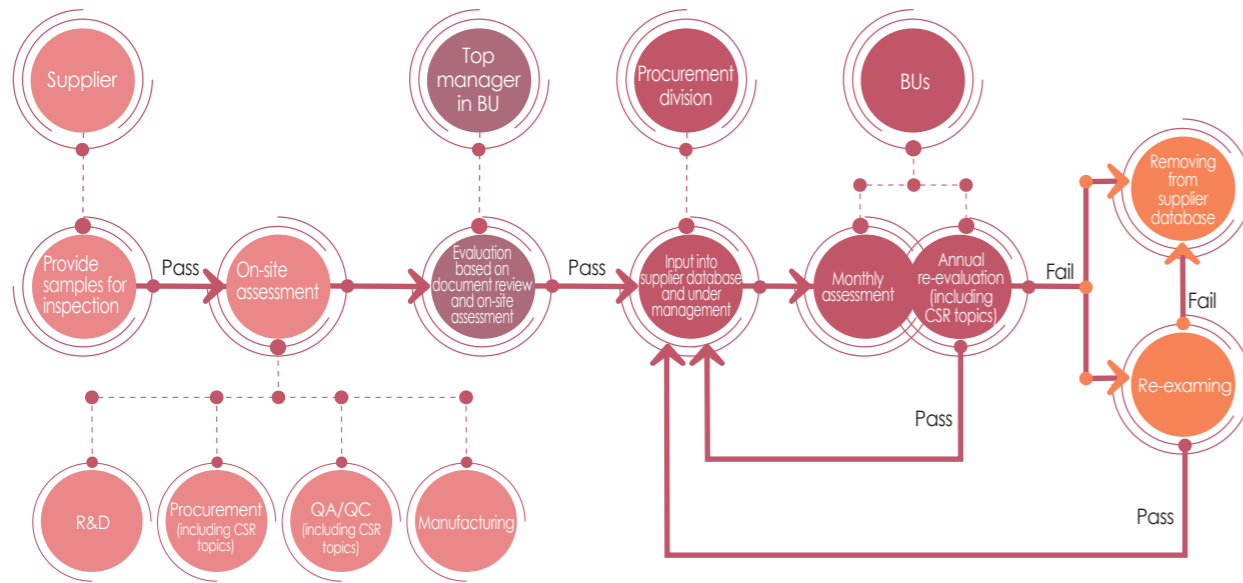 Supplier
Top
manager
in BU
Procurement
division
BUs
Removing
from
supplier
database
Provide
samples for
inspection
Pass
On-site
assessment
Evaluation
based on
document review
and on-site
assessment
Pass
Input into
supplier database
and under
management
Monthly
assessment
Annual
re-evaluation
(including
CSR topics)
Fail
Fail
Re-examing
Pass
Pass
R&D
Procurement
(including CSR
topics)
QA/QC
(including CSR
topics)
Manufacturing